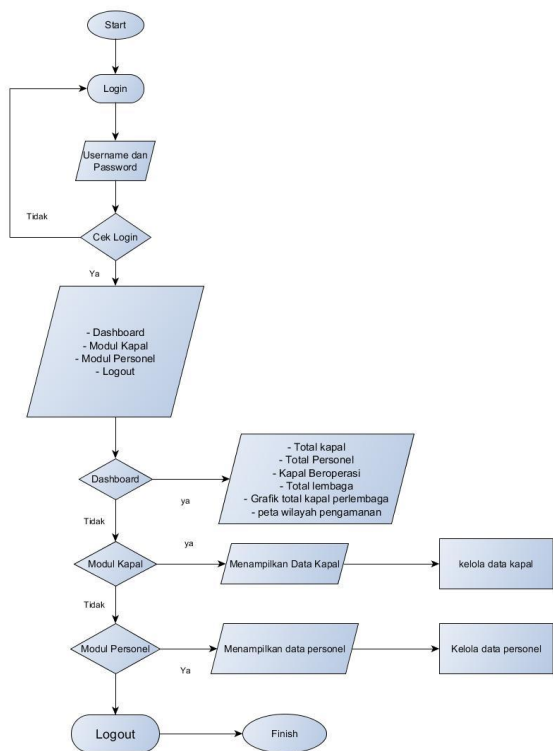 Start
Login
Username dan
Password
Tidak
Cek Login
Ya
- Dashboard
- Modul Kapal
- Modul Personel
- Logout
Dashboard
ya
- Total kapal
- Total Personel
- Kapal Beroperasi
- Total lembaga
- Grafik total kapal perlembaga
- peta wilayah pengamanan
Tidak
Modul Kapal
ya
Menampilkan Data Kapal
kelola data kapal
Tidak
Modul Personel
Ya
Menampilkan data personel
Kelola data personel
Logout
Finish